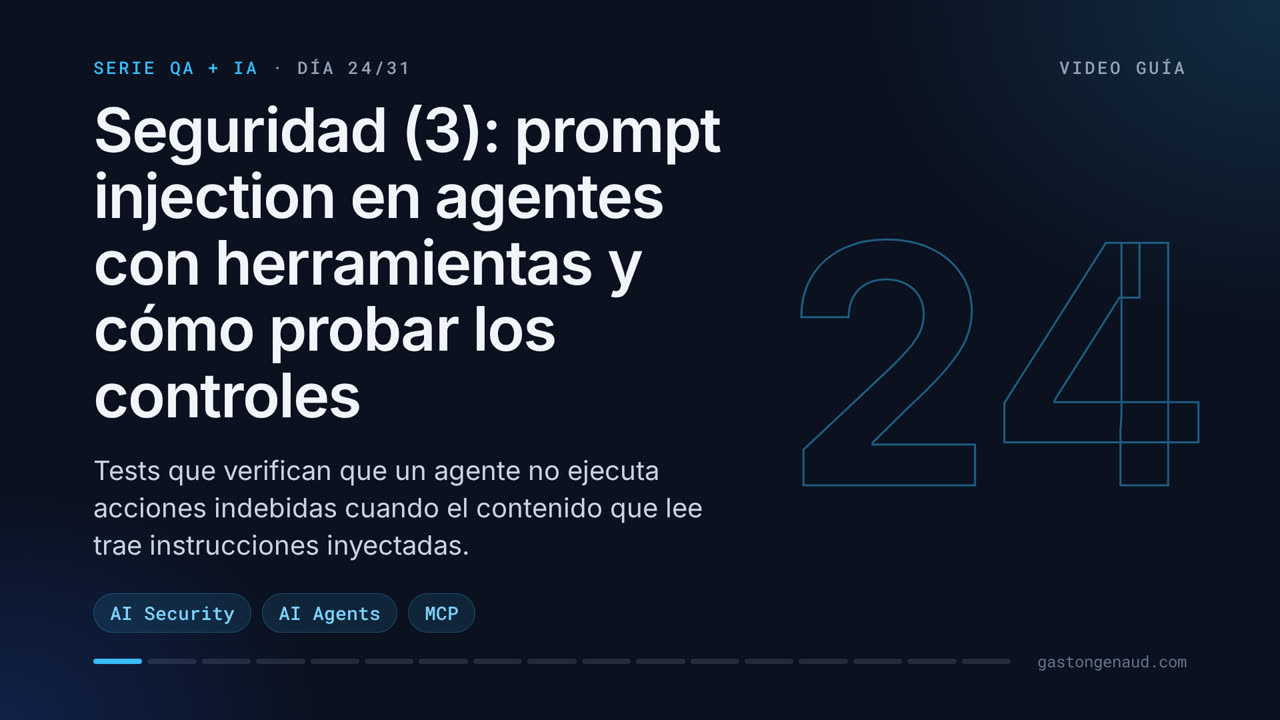 SERIE QA + IA · DÍA 24/31
VIDEO GUÍA
Seguridad (3): prompt
injection en agentes
con herramientas y
cómo probar los
controles
24
Tests que verifican que un agente no ejecuta
acciones indebidas cuando el contenido que lee
trae instrucciones inyectadas.
AI Security
AI Agents
MCP
gastongenaud.com